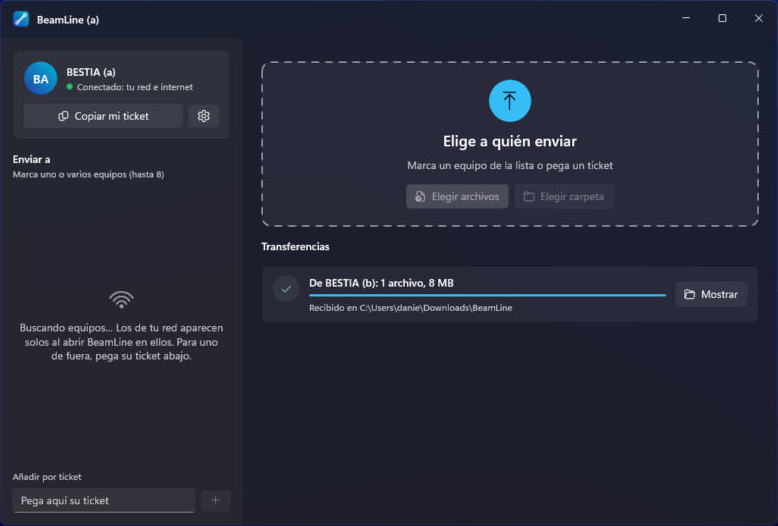 BeamLine (a)
BA
BESTIA (a)
Conectado: tu red e internet
Copiar mi ticket
Enviar a
Marca uno o varios equipos (hasta 8)
Buscando equipos... Los de tu red aparecen
solos al abrir BeamLine en ellos. Para uno
de fuera, pega su ticket abajo.
Añadir por ticket
Pega aquí su ticket
Elige a quién enviar
Marca un equipo de la lista o pega un ticket
Elegir archivos
Elegir carpeta
Transferencias
De BESTIA (b): 1 archivo, 8 MB
Recibido en C:\Users\danie\Downloads\BeamLine
Mostrar